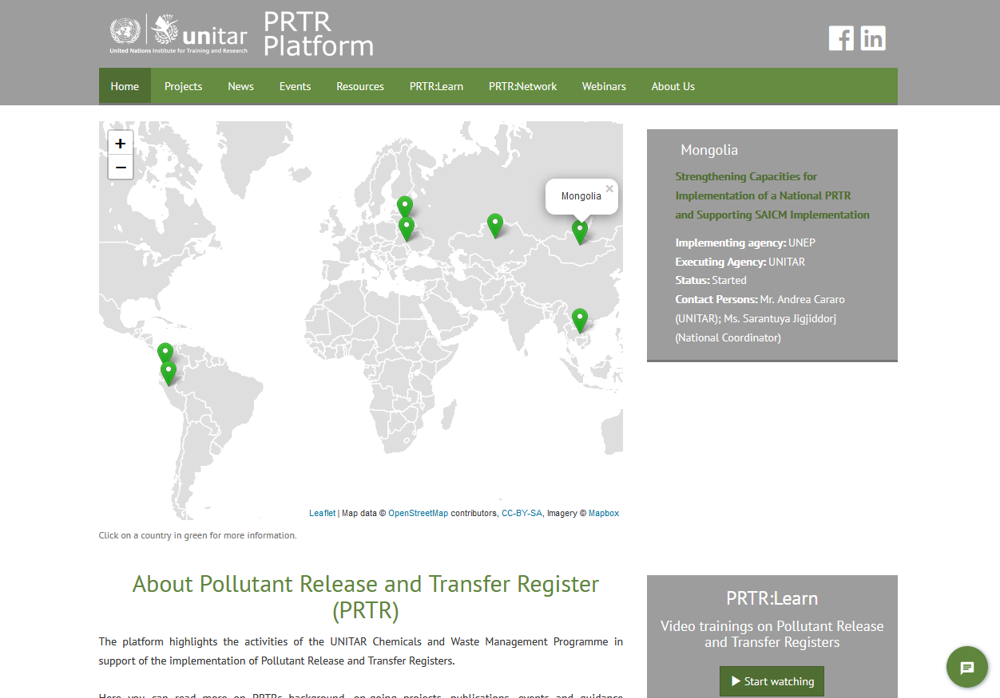 unitar
United Nations Institute for Training and Research
PRTR
Platform
Home Projects News Events Resources PRTR:Learn PRTR:Network Webinars About Us
+
−
Mongolia ×
Leaflet | Map data © OpenStreetMap contributors, CC-BY-SA, Imagery © Mapbox
Click on a country in green for more information.
Mongolia
Strengthening Capacities for
Implementation of a National PRTR
and Supporting SAICM Implementation
Implementing agency: UNEP
Executing Agency: UNITAR
Status: Started
Contact Persons: Mr. Andrea Cararo
(UNITAR); Ms. Sarantuya Jigjiddorj
(National Coordinator)
About Pollutant Release and Transfer Register
(PRTR)
The platform highlights the activities of the UNITAR Chemicals and Waste Management Programme in
support of the implementation of Pollutant Release and Transfer Registers.
Here you can read more on PRTRs background, on-going projects, publications, events and guidance
PRTR:Learn
Video trainings on Pollutant Release
and Transfer Registers
Start watching